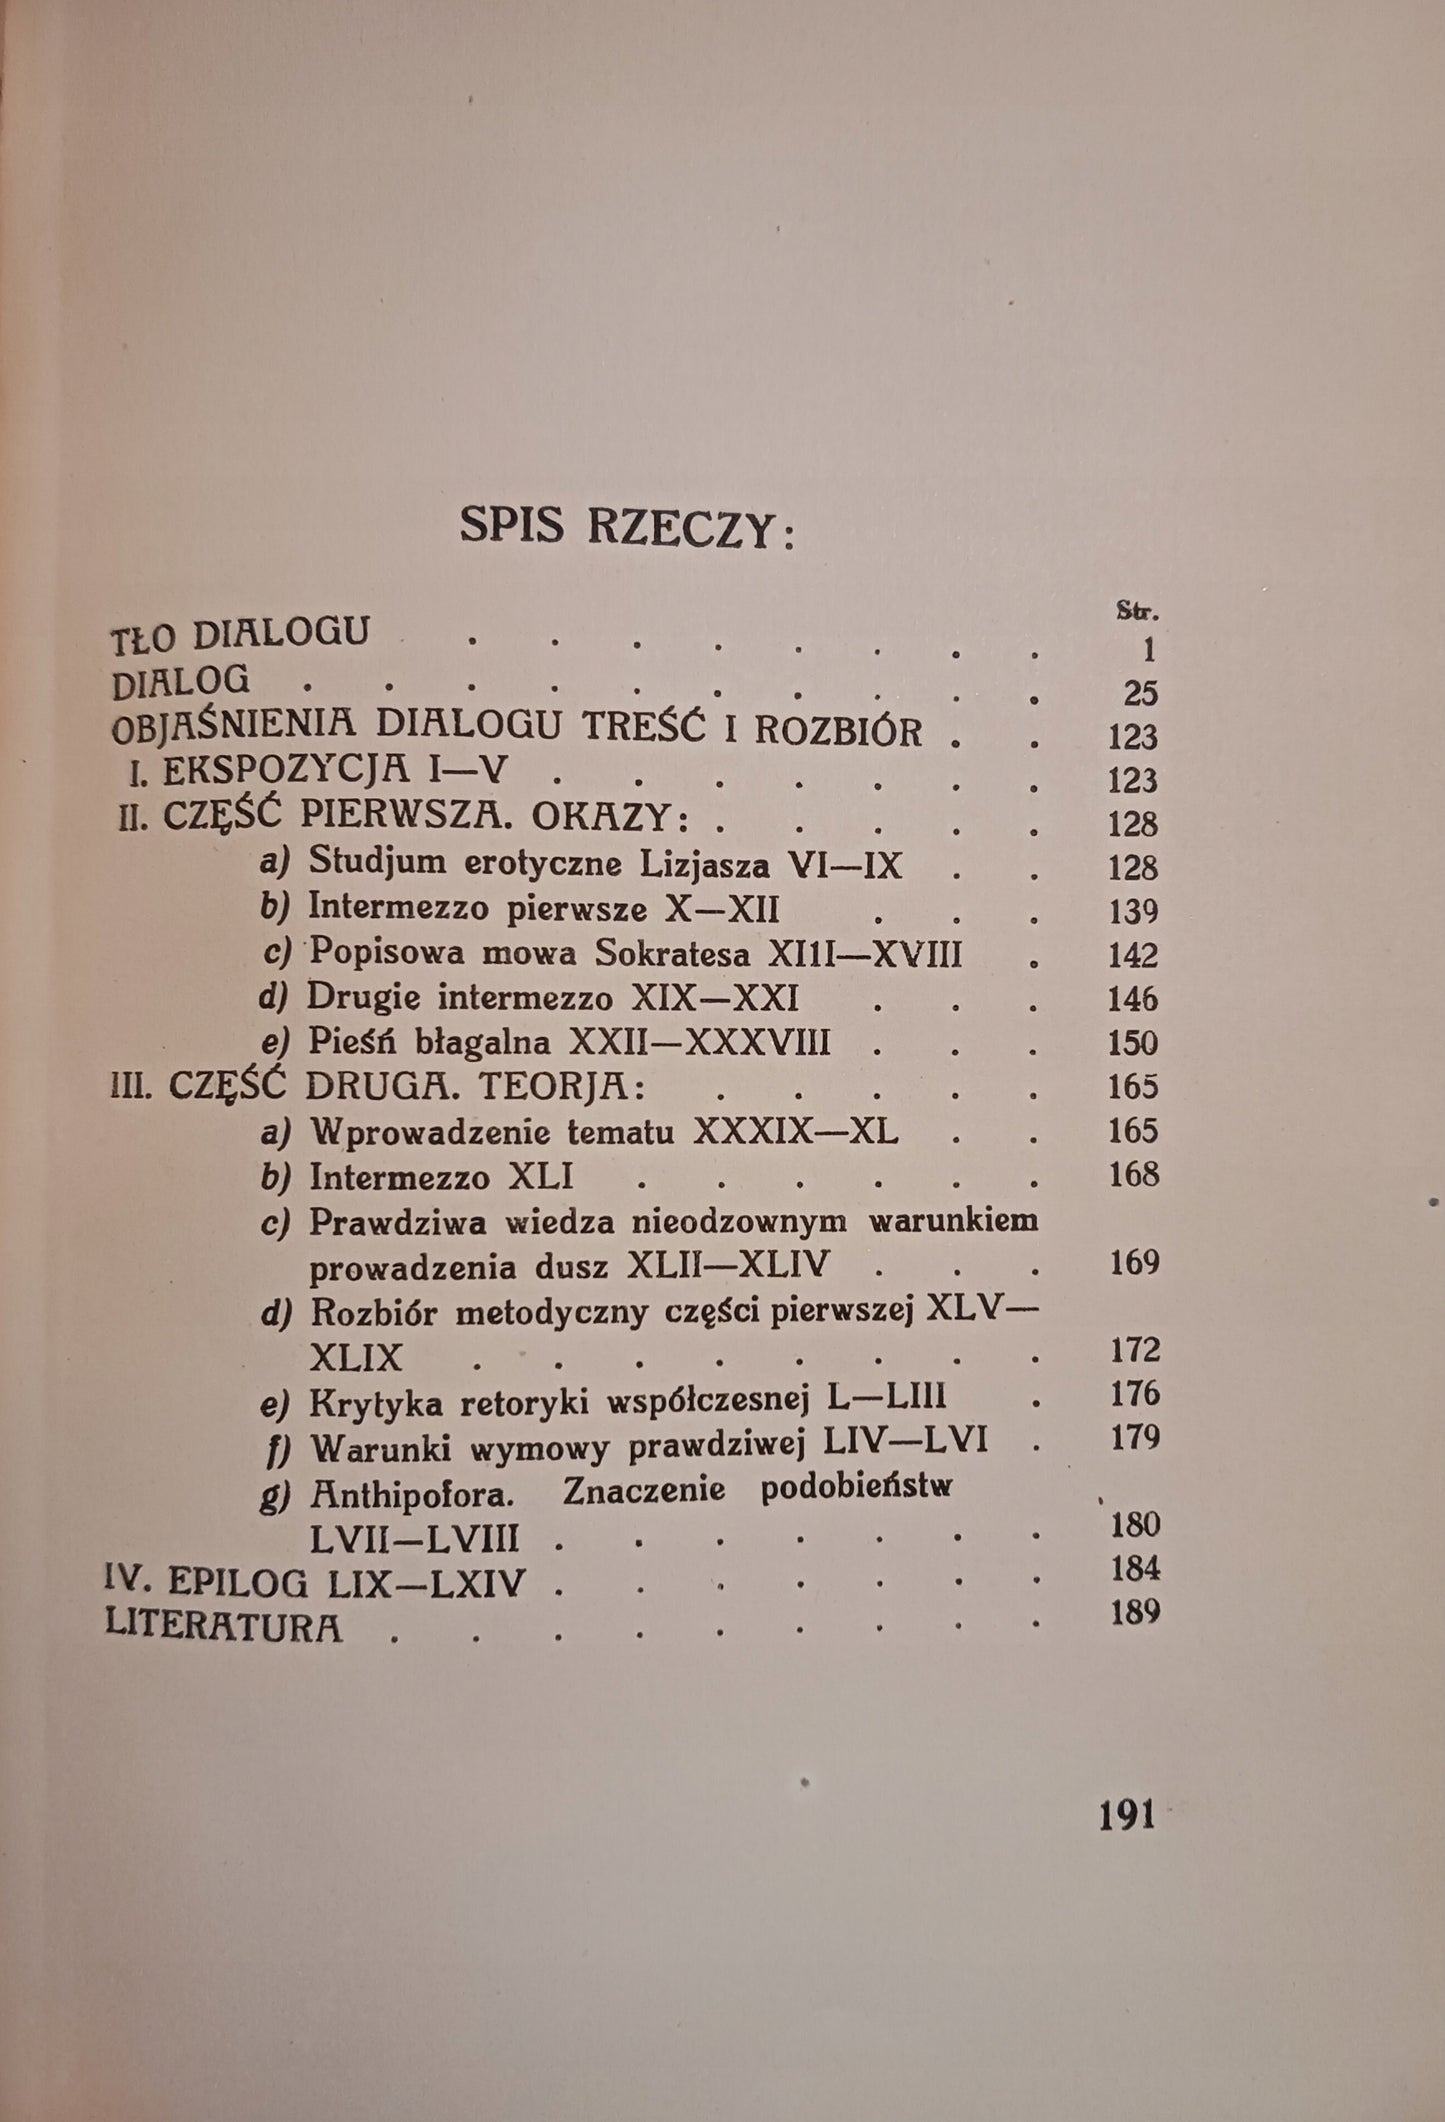 SPIS RZECZY:
Str.
TŁO DIALOGU . . . . . . . . 1
DIALOG . . . . . . . . . . 25
OBJAŚNIENIA DIALOGU TREŚĆ I ROZBIÓR . . 123
I. EKSPOZYCJA I—V . . . . . . . 123
II. CZĘŚĆ PIERWSZA. OKAZY: . . . . . 128
a) Studjum erotyczne Lizjasza VI—IX . . 128
b) Intermezzo pierwsze X—XII . . . 139
c) Popisowa mowa Sokratesa XI1I—XVIII . 142
d) Drugie intermezzo XIX—XXI . . . 146
e) Pieśń błagalna XXII—XXXVIII . . . 150
III. CZĘŚĆ DRUGA. TEORJA: . . . . . 165
a) Wprowadzenie tematu XXXIX—XL . . 165
b) Intermezzo XLI . . . . . . 168
c) Prawdziwa wiedza nieodzownym warunkiem
prowadzenia dusz XLII—XLIV . . . 169
d) Rozbiór metodyczny części pierwszej XLV—
XLIX . . . . . . . . 172
e) Krytyka retoryki współczesnej L—LIII . 176
f) Warunki wymowy prawdziwej LIV—LVI . 179
g) Anthipofora. Znaczenie podobieństw
LVII—LVIII . . . . . . . 180
IV. EPILOG LIX—LXIV . . . . . . . 184
LITERATURA . . . . . . . . . 189
191